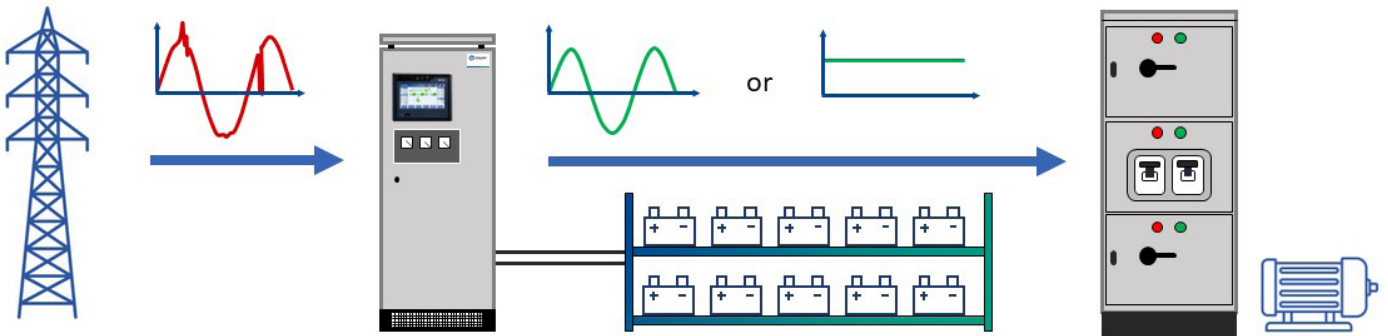 or
+ - + - + - + - + -
+ - + - + - + - + -